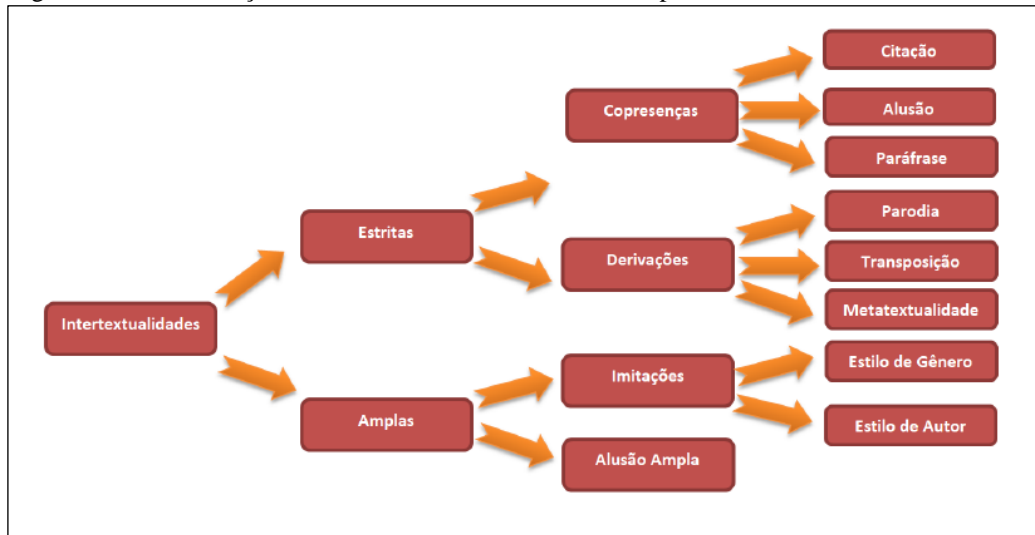 Citação
Copresenças
Alusão
Paráfrase
Estritas
Parodia
Derivações
Transposição
Intertextualidades
Metatextualidade
Imitações
Estilo de Gênero
Amplas
Estilo de Autor
Alusão Ampla